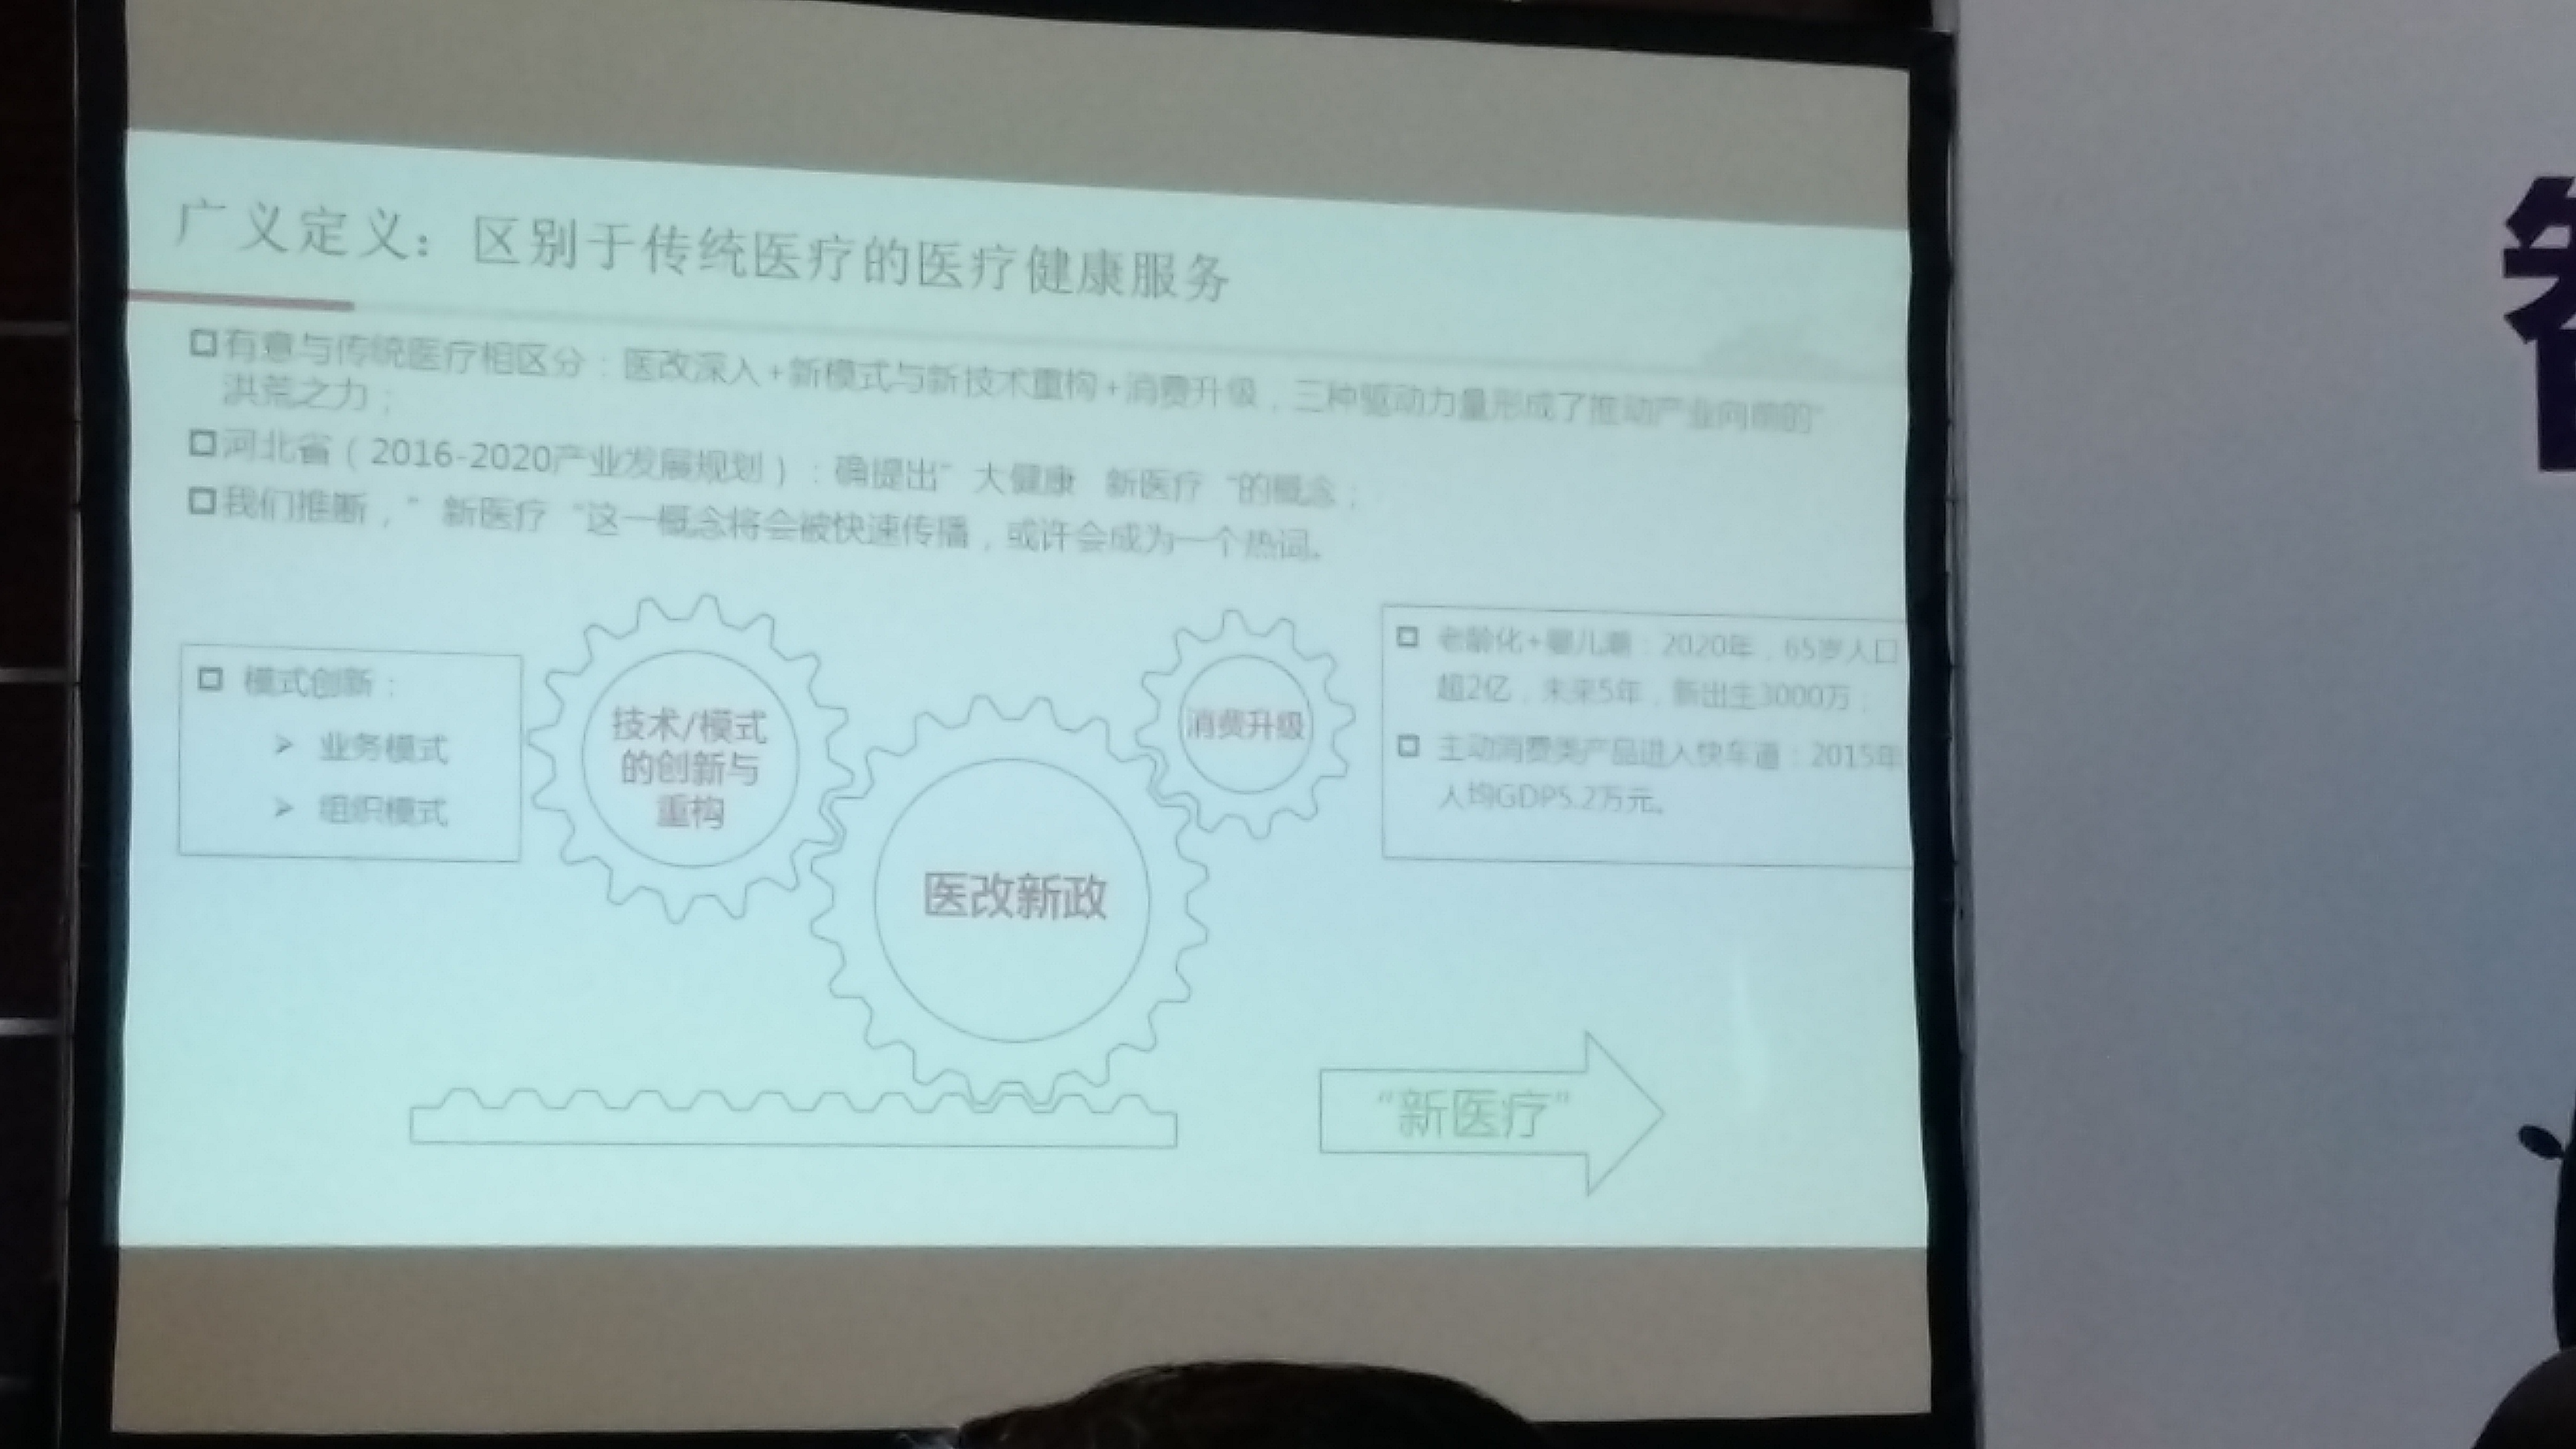 广义定义：区别于传统医疗的医疗健康服务
有意与传统医疗相区分：医改深入+新模式与新技术重构+消费升级，三种驱动力量形成了推动产业向前的"
洪荒之力；
河北省（2016-2020产业发展规划）：确提出" 大健康 新医疗 "的概念；
我们推断，" 新医疗 "这一概念将会被快速传播，或许会成为一个热词。
模式创新：
业务模式
组织模式
技术/模式
的创新与
重构
医改新政
消费升级
老龄化+婴儿潮：2020年，65岁人口
超2亿，未来5年，新出生3000万；
主动消费类产品进入快车道：2015年
人均GDP5.2万元。
“新医疗”